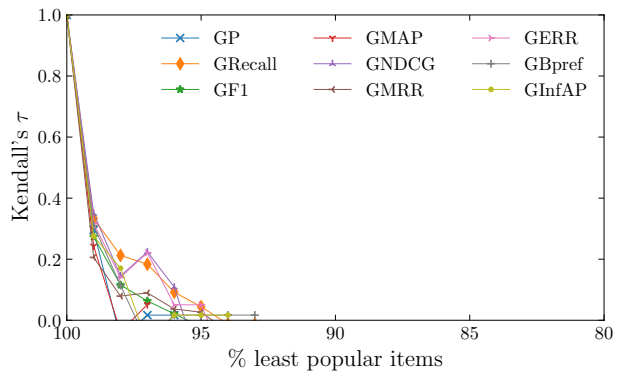 1.0
0.8
0.6
0.4
0.2
0.0
Kendall's τ
GP
GRecall
GF1
GMAP
GNDCG
GMRR
GERR
GBpref
GInfAP
100 95 90 85 80
% least popular items